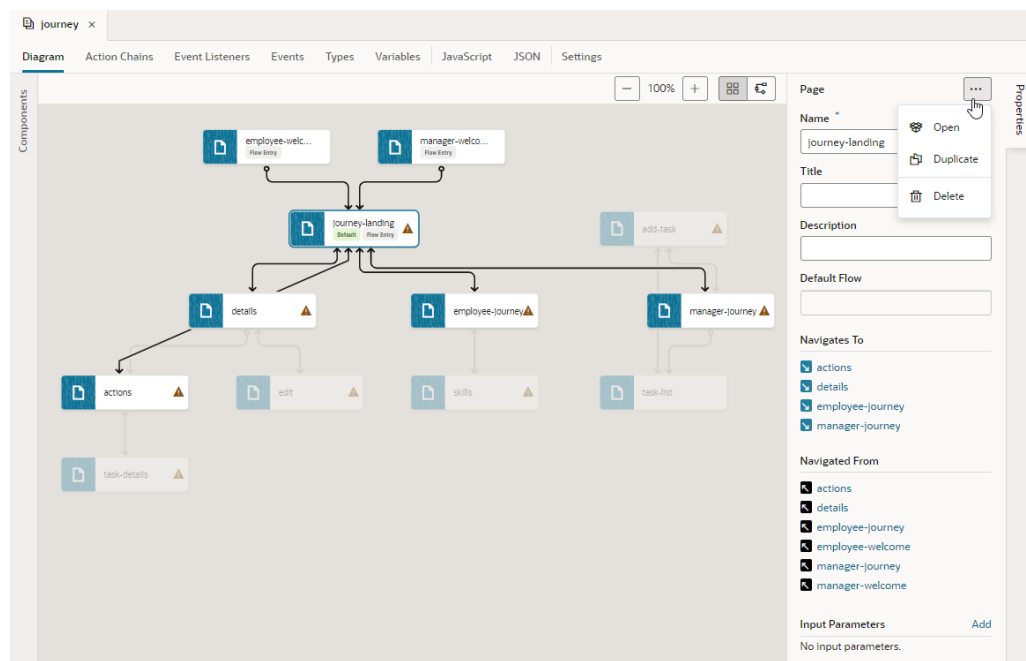 journey ×
Diagram Action Chains Event Listeners Events Types Variables JavaScript JSON Settings
Components
100%
employee-welc...
Flow Entry
manager-welco...
Flow Entry
journey-landing
Default Flow Entry
add-task
details
employee-journey
manager-journey
actions
edit
skills
task-list
task-details
Page
Name *
journey-landing
Open
Duplicate
Delete
Title
Description
Default Flow
Navigates To
actions
details
employee-journey
manager-journey
Navigated From
actions
details
employee-journey
employee-welcome
manager-journey
manager-welcome
Input Parameters Add
No input parameters.
Properties